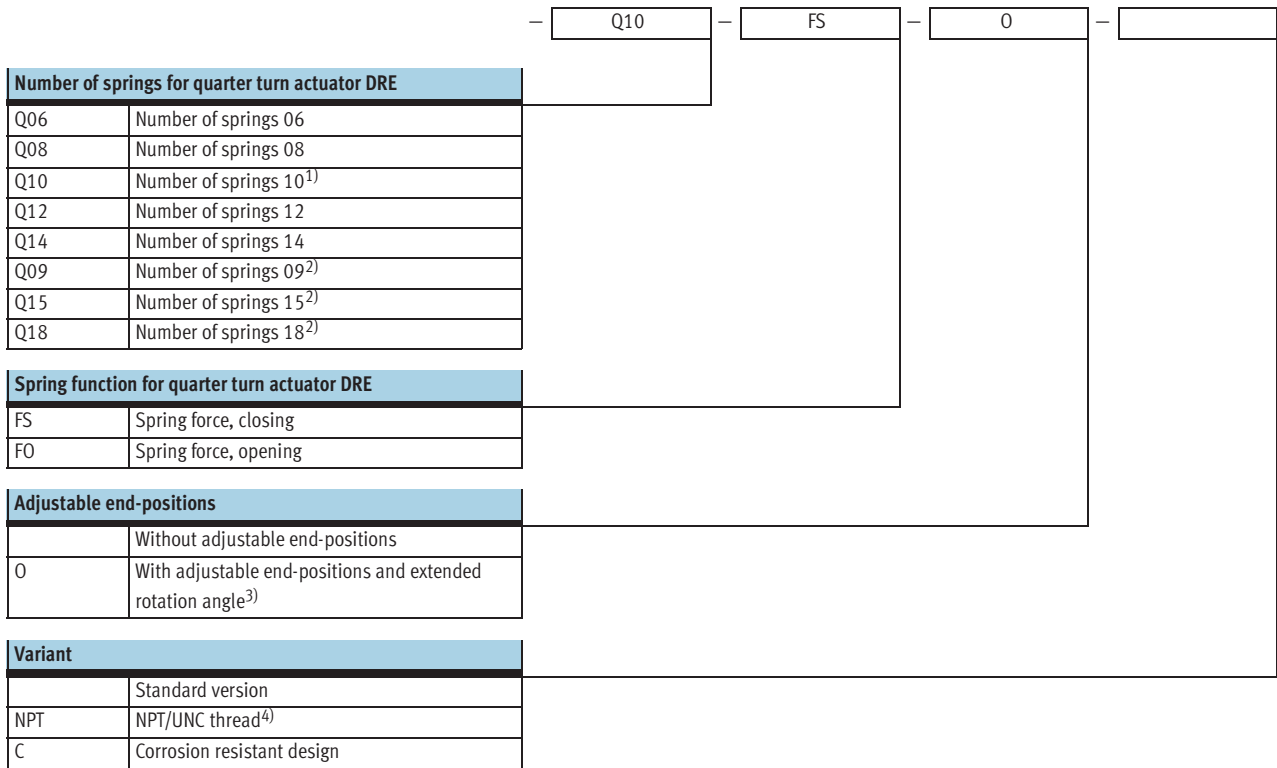 – Q10 – FS – O –
Number of springs for quarter turn actuator DRE
Q06 Number of springs 06
Q08 Number of springs 08
Q10 Number of springs 101)
Q12 Number of springs 12
Q14 Number of springs 14
Q09 Number of springs 092)
Q15 Number of springs 152)
Q18 Number of springs 182)
Spring function for quarter turn actuator DRE
FS Spring force, closing
FO Spring force, opening
Adjustable end-positions
Without adjustable end-positions
O With adjustable end-positions and extended
rotation angle3)
Variant
Standard version
NPT NPT/UNC thread4)
C Corrosion resistant design